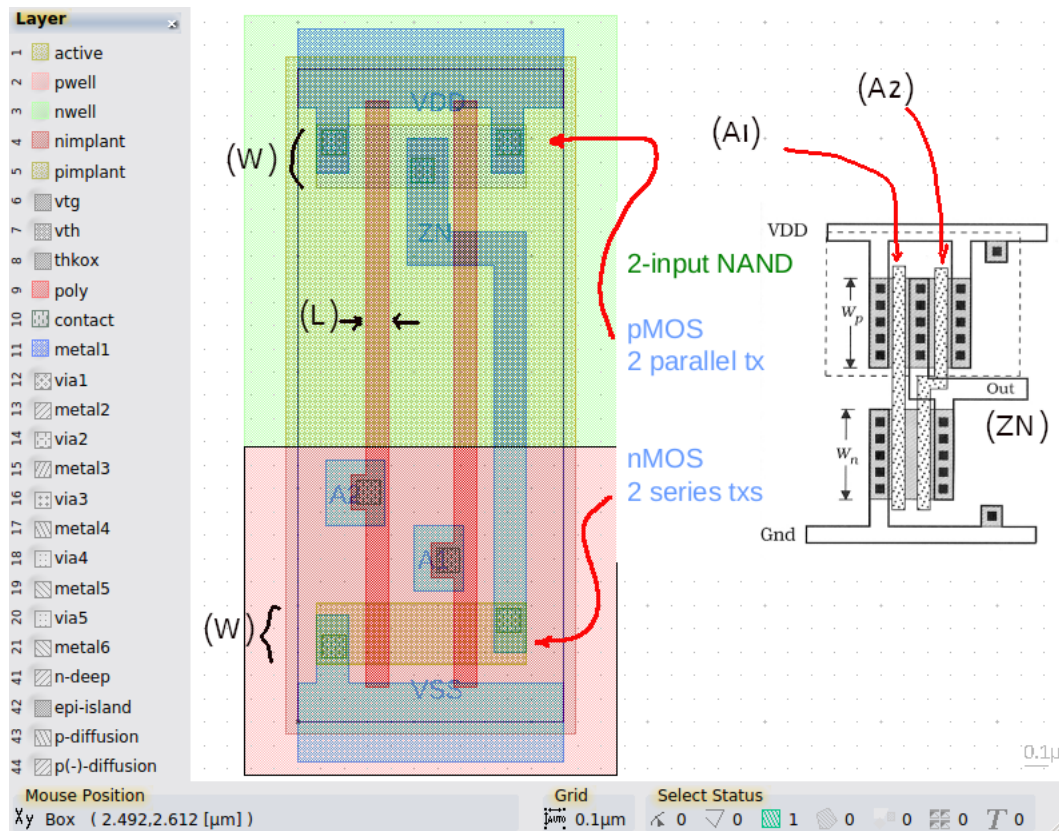 Layer
x
1 active
2 pwell
3 nwell
4 nimplant
5 pimplant
6 vtg
7 vth
8 thkox
9 poly
10 contact
11 metal1
12 via1
13 metal2
14 via2
15 metal3
16 via3
17 metal4
18 via4
19 metal5
20 via5
21 metal6
41 n-deep
42 epi-island
43 p-diffusion
44 p(-)-diffusion
VDD
(W)
ZN
(L)
A2
A1
(W)
VSS
2-input NAND
pMOS
2 parallel tx
nMOS
2 series txs
(A1)
(A2)
VDD
Wp
Out
(ZN)
Wn
Gnd
0.1μ
Mouse Position
Xy Box ( 2.492,2.612 [μm] )
Grid
AUTO 0.1μm
Select Status
0 0 1 0 0 0 T 0